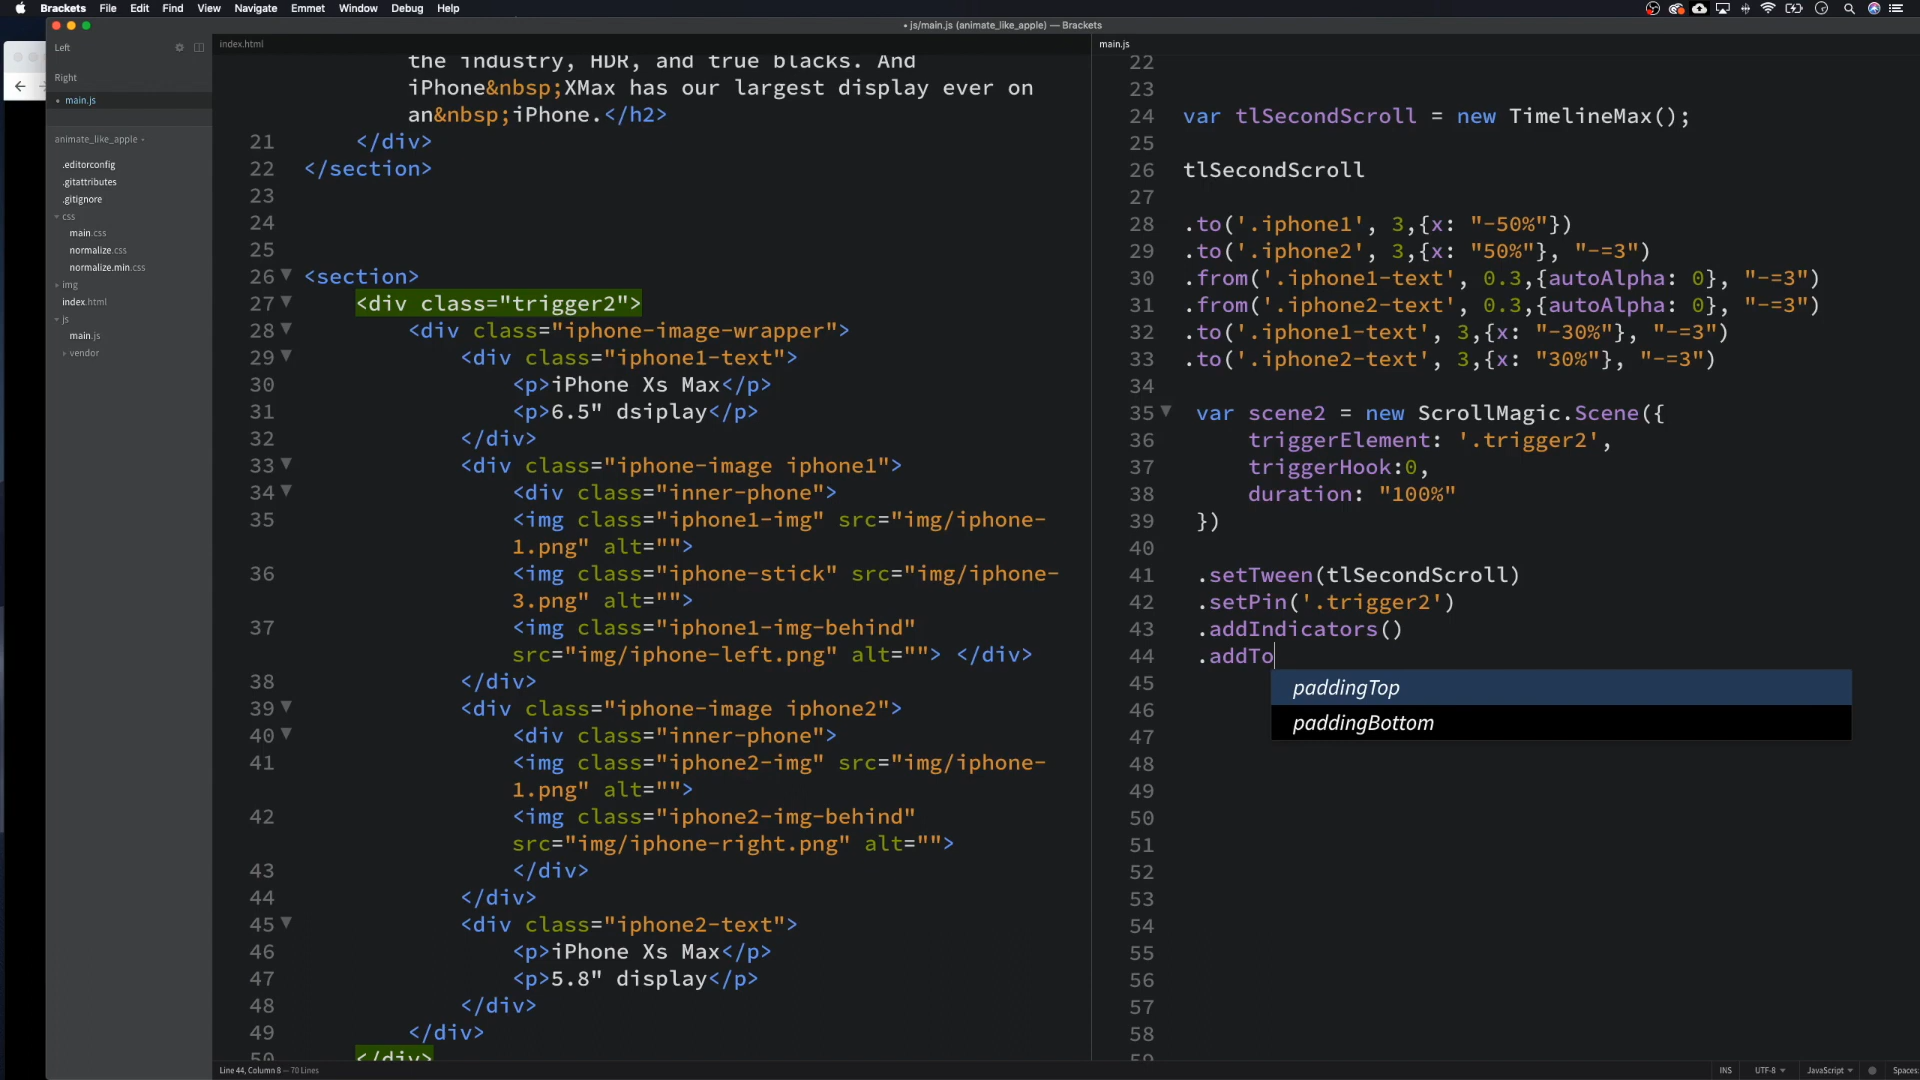 Brackets File Edit Find View Navigate Emmet Window Debug Help
• js/main.js (animate_like_apple) — Brackets
Left
Right
• main.js
animate_like_apple
.editorconfig
.gitattributes
.gitignore
css
main.css
normalize.css
normalize.min.css
img
index.html
js
main.js
vendor
index.html
the industry, HDR, and true blacks. And
iPhone&nbsp;XMax has our largest display ever on
an&nbsp;iPhone.</h2>
21 </div>
22 </section>
23
24
25
26 <section>
27 <div class="trigger2">
28 <div class="iphone-image-wrapper">
29 <div class="iphone1-text">
30 <p>iPhone Xs Max</p>
31 <p>6.5" dsiplay</p>
32 </div>
33 <div class="iphone-image iphone1">
34 <div class="inner-phone">
35 <img class="iphone1-img" src="img/iphone-
1.png" alt="">
36 <img class="iphone-stick" src="img/iphone-
3.png" alt="">
37 <img class="iphone1-img-behind"
src="img/iphone-left.png" alt=""> </div>
38 </div>
39 <div class="iphone-image iphone2">
40 <div class="inner-phone">
41 <img class="iphone2-img" src="img/iphone-
1.png" alt="">
42 <img class="iphone2-img-behind"
src="img/iphone-right.png" alt="">
43 </div>
44 </div>
45 <div class="iphone2-text">
46 <p>iPhone Xs Max</p>
47 <p>5.8" display</p>
48 </div>
49 </div>
50 </div>
main.js
22
23
24 var tlSecondScroll = new TimelineMax();
25
26 tlSecondScroll
27
28 .to('.iphone1', 3,{x: "-50%"})
29 .to('.iphone2', 3,{x: "50%"}, "-=3")
30 .from('.iphone1-text', 0.3,{autoAlpha: 0}, "-=3")
31 .from('.iphone2-text', 0.3,{autoAlpha: 0}, "-=3")
32 .to('.iphone1-text', 3,{x: "-30%"}, "-=3")
33 .to('.iphone2-text', 3,{x: "30%"}, "-=3")
34
35 var scene2 = new ScrollMagic.Scene({
36 triggerElement: '.trigger2',
37 triggerHook:0,
38 duration: "100%"
39 })
40
41 .setTween(tlSecondScroll)
42 .setPin('.trigger2')
43 .addIndicators()
44 .addTo
45
paddingTop
46
paddingBottom
47
48
49
50
51
52
53
54
55
56
57
58
59
Line 44, Column 8 — 70 Lines
INS UTF-8 JavaScript Spaces: